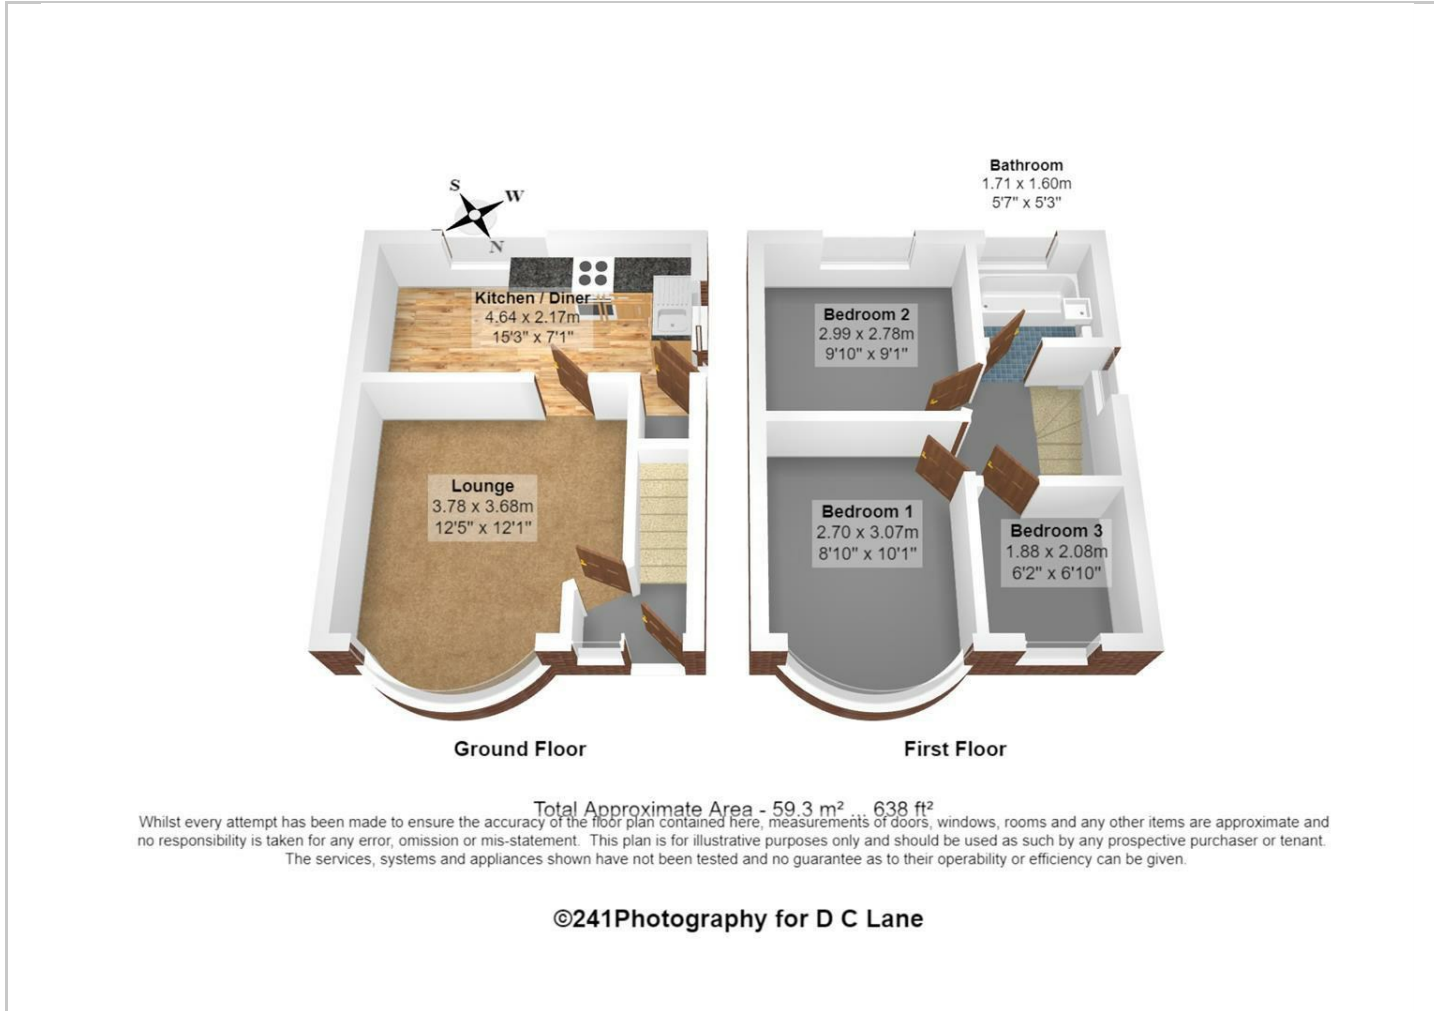 Bathroom
1.71 x 1.60m
5'7" x 5'3"
S
W
N
Kitchen / Diner
4.64 x 2.17m
15'3" x 7'1"
Lounge
3.78 x 3.68m
12'5" x 12'1"
Bedroom 2
2.99 x 2.78m
9'10" x 9'1"
Bedroom 1
2.70 x 3.07m
8'10" x 10'1"
Bedroom 3
1.88 x 2.08m
6'2" x 6'10"
Ground Floor
First Floor
Total Approximate Area - 59.3 m² ... 638 ft²
Whilst every attempt has been made to ensure the accuracy of the floor plan contained here, measurements of doors, windows, rooms and any other items are approximate and
no responsibility is taken for any error, omission or mis-statement. This plan is for illustrative purposes only and should be used as such by any prospective purchaser or tenant.
The services, systems and appliances shown have not been tested and no guarantee as to their operability or efficiency can be given.
©241Photography for D C Lane